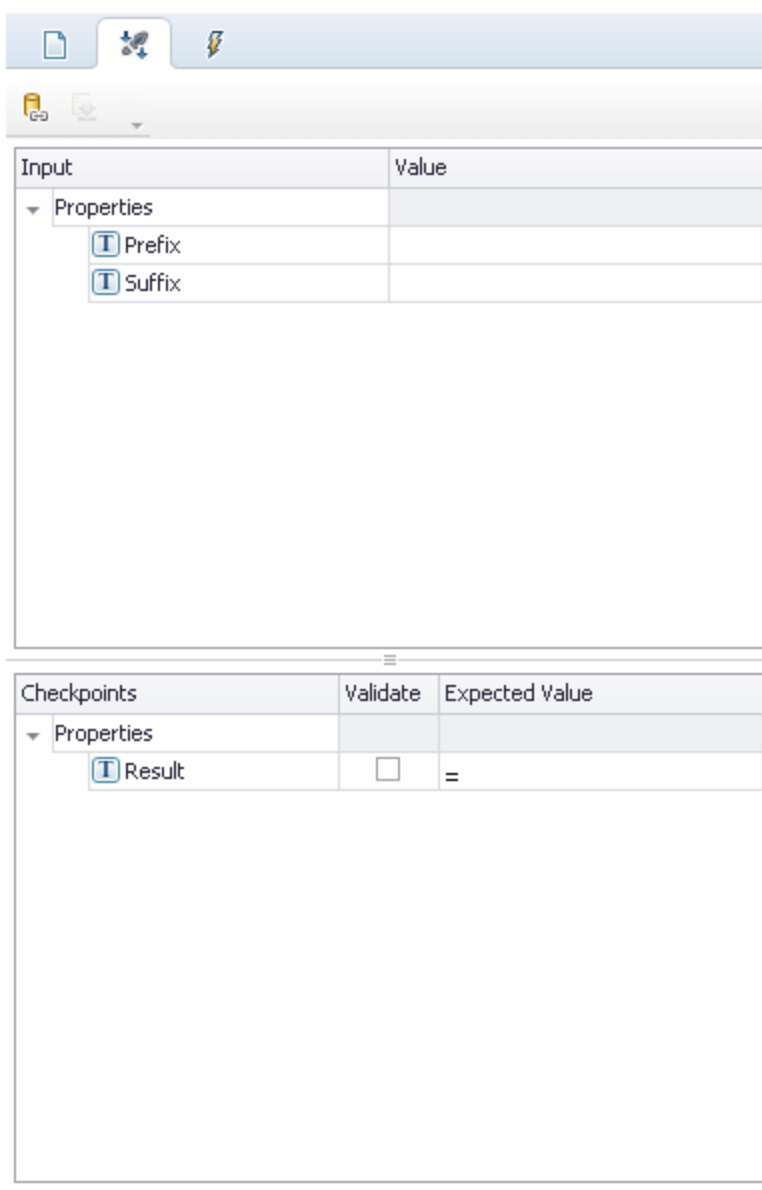 Input Value
Properties
T Prefix
T Suffix
Checkpoints Validate Expected Value
Properties
T Result =